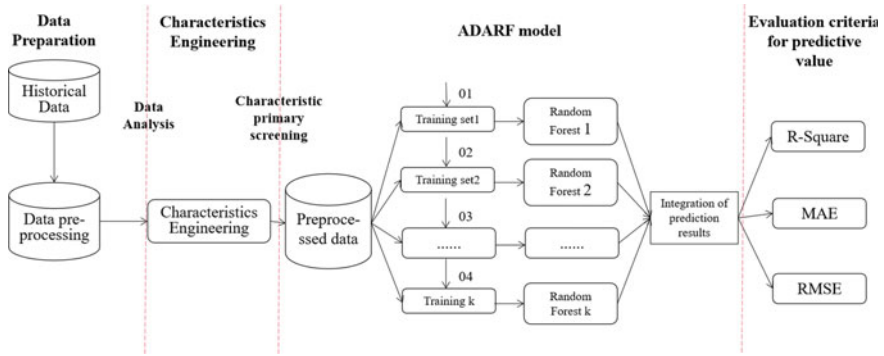 Data
Preparation
Characteristics
Engineering
ADARF model
Evaluation criteria
for predictive
value
Historical
Data
Data
Analysis
Characteristic
primary
screening
Data pre-
processing
Characteristics
Engineering
Preproce-
ssed data
01
Training set1
Random
Forest 1
02
Training set2
Random
Forest 2
03
......
......
04
Training k
Random
Forest k
Integration of
prediction
results
R-Square
MAE
RMSE